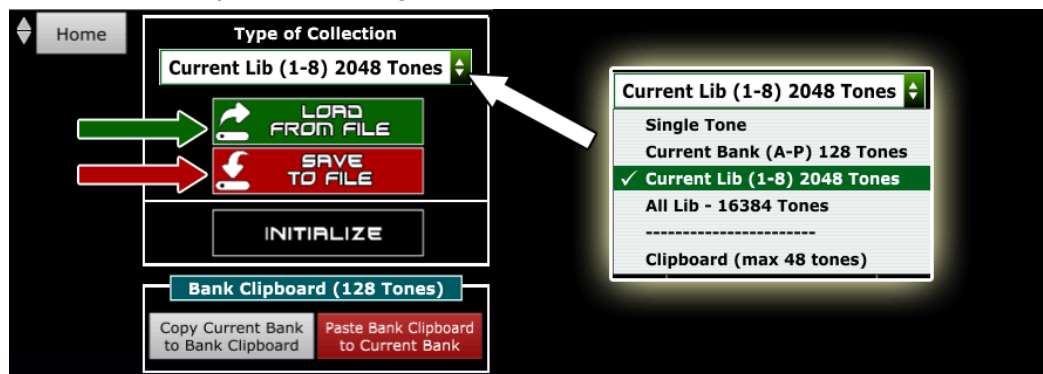 Home
Type of Collection
Current Lib (1-8) 2048 Tones
LOAD
FROM FILE
SAVE
TO FILE
INITIALIZE
Bank Clipboard (128 Tones)
Copy Current Bank
to Bank Clipboard
Paste Bank Clipboard
to Current Bank
Current Lib (1-8) 2048 Tones
Single Tone
Current Bank (A-P) 128 Tones
✓ Current Lib (1-8) 2048 Tones
All Lib - 16384 Tones
-----------------------
Clipboard (max 48 tones)